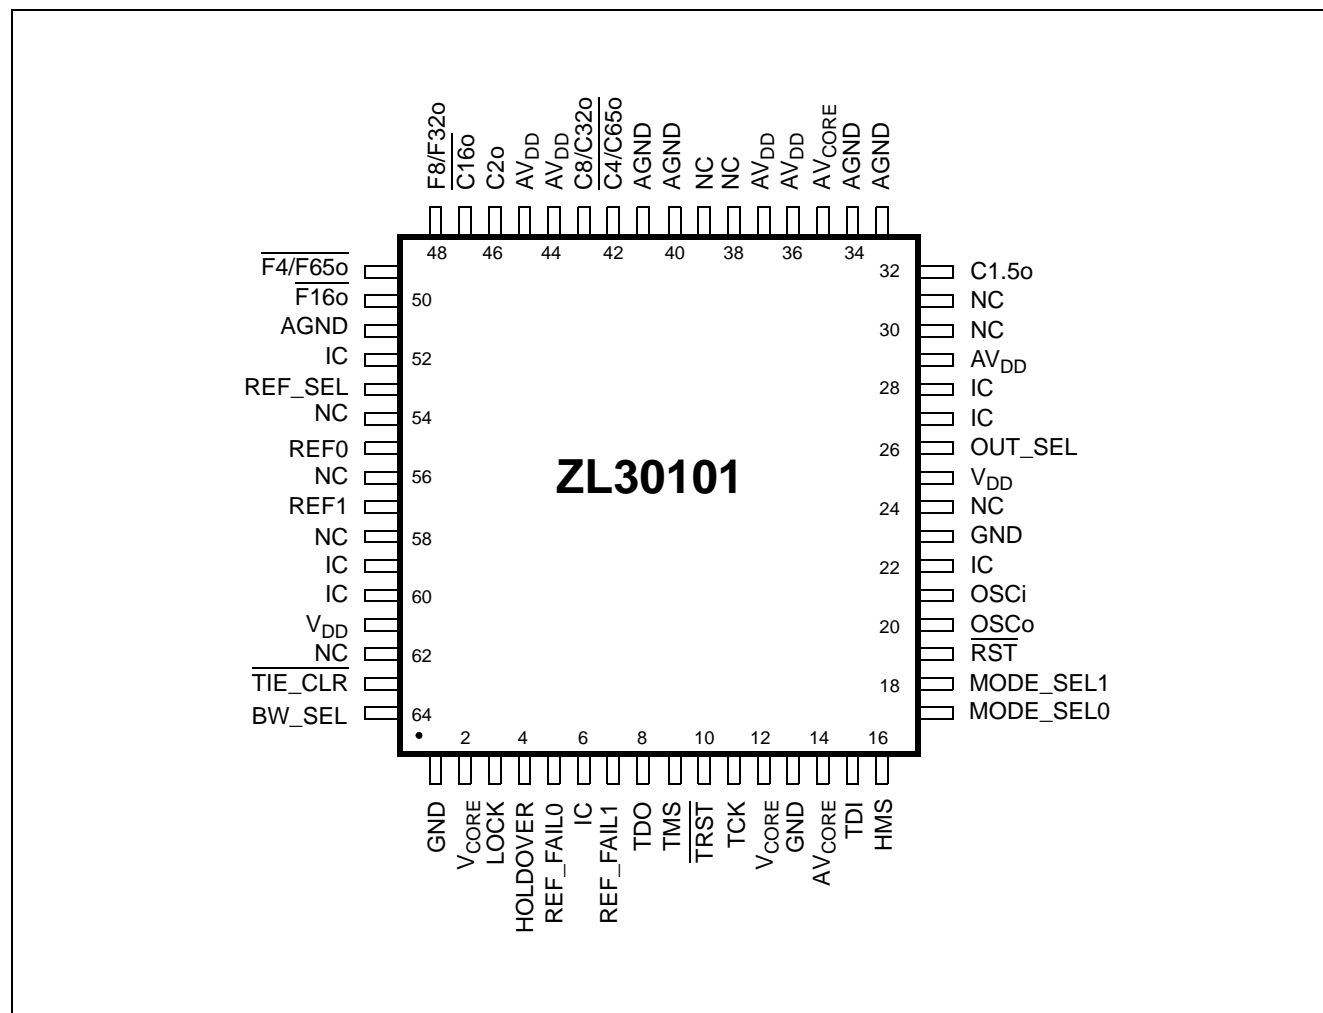 F8/F32o
C16o
C2o
AVDD
AVDD
C8/C32o
C4/C65o
AGND
AGND
NC
NC
AVDD
AVDD
AVCORE
AGND
AGND
48 46 44 42 40 38 36 34
F4/F65o
F16o
AGND
IC
REF_SEL
NC
REF0
NC
REF1
NC
IC
IC
VDD
NC
TIE_CLR
BW_SEL
50
52
54
56
58
60
62
64
ZL30101
32
30
28
26
24
22
20
18
C1.5o
NC
NC
AVDD
IC
IC
OUT_SEL
VDD
NC
GND
IC
OSCi
OSCo
RST
MODE_SEL1
MODE_SEL0
2 4 6 8 10 12 14 16
GND
VCORE
LOCK
HOLDOVER
REF_FAIL0
IC
REF_FAIL1
TDO
TMS
TRST
TCK
VCORE
GND
AVCORE
TDI
HMS